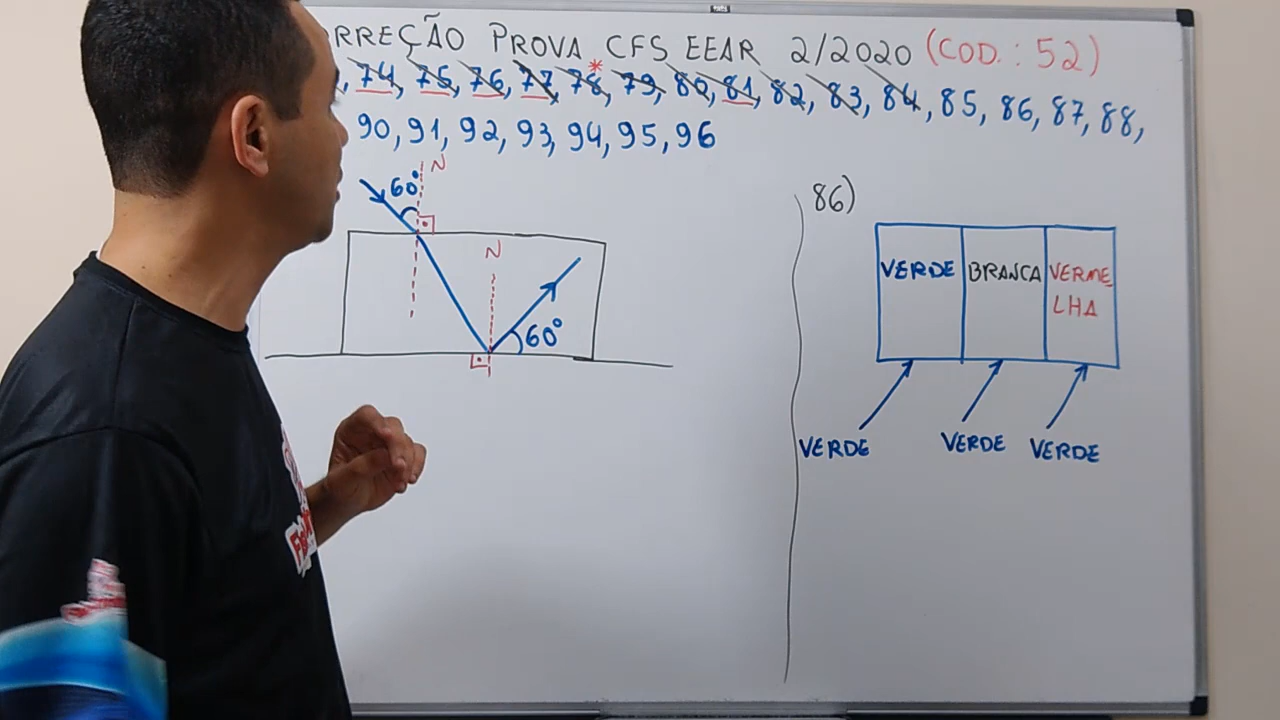 RREÇÃO PROVA CFS EEAR 2/2020 (COD.: 52)
*
, 74, 75, 76, 77, 78, 79, 80, 81, 82, 83, 84, 85, 86, 87, 88,
90, 91, 92, 93, 94, 95, 96
N
60°
N
60°
86)
VERDE BRANCA VERME
LHA
VERDE VERDE VERDE